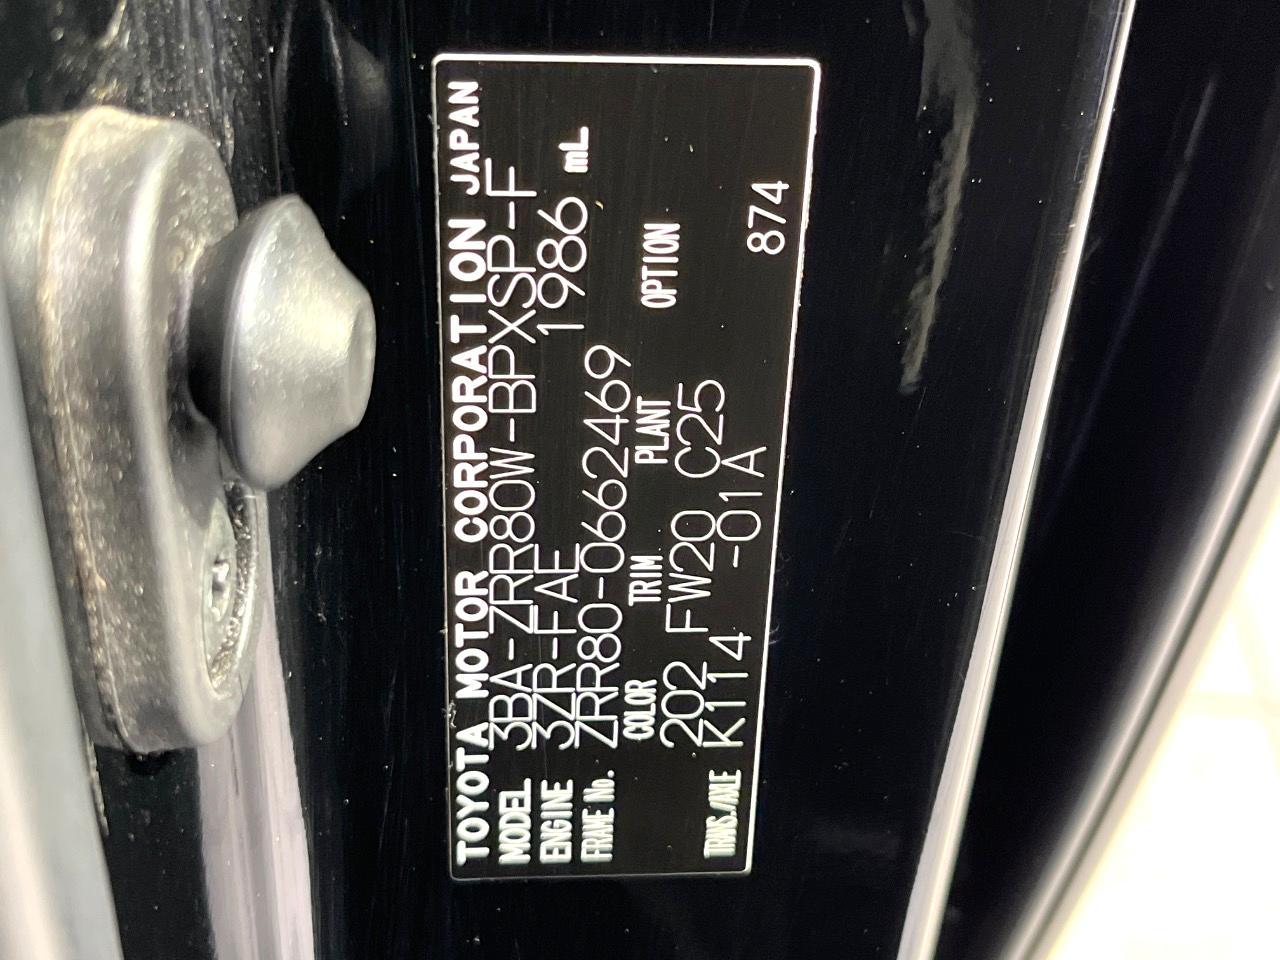 TOYOTA MOTOR CORPORATION JAPAN
MODEL 3BA-ZRR80W-BPXSP-F
ENGINE 3ZR-FAE 1986 mL
FRAME No. ZRR80-0662469
COLOR TRIM PLANT OPTION
202 FW20 C25
TRANS./AXLE K114 -01A 874